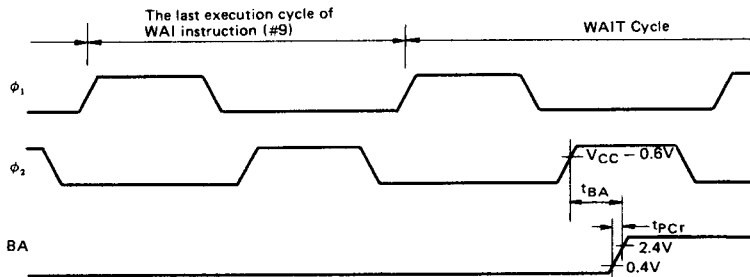 The last execution cycle of
WAI instruction (#9)
WAIT Cycle
ϕ₁
ϕ₂
VCC − 0.6V
tBA
tPCr
BA
2.4V
0.4V